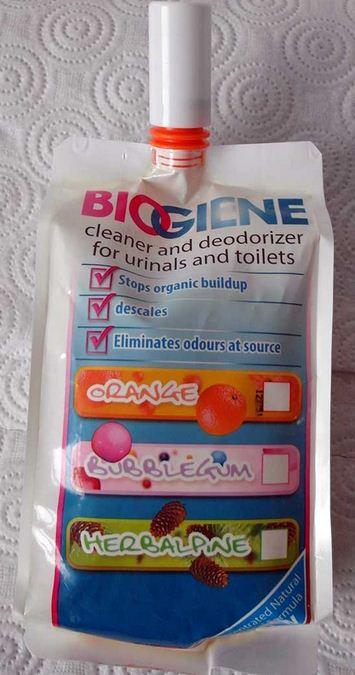 BIOGIENE
cleaner and deodorizer
for urinals and toilets
Stops organic buildup
descales
Eliminates odours at source
ORANGE
BUBBLEGUM
HERBALPINE
Natural